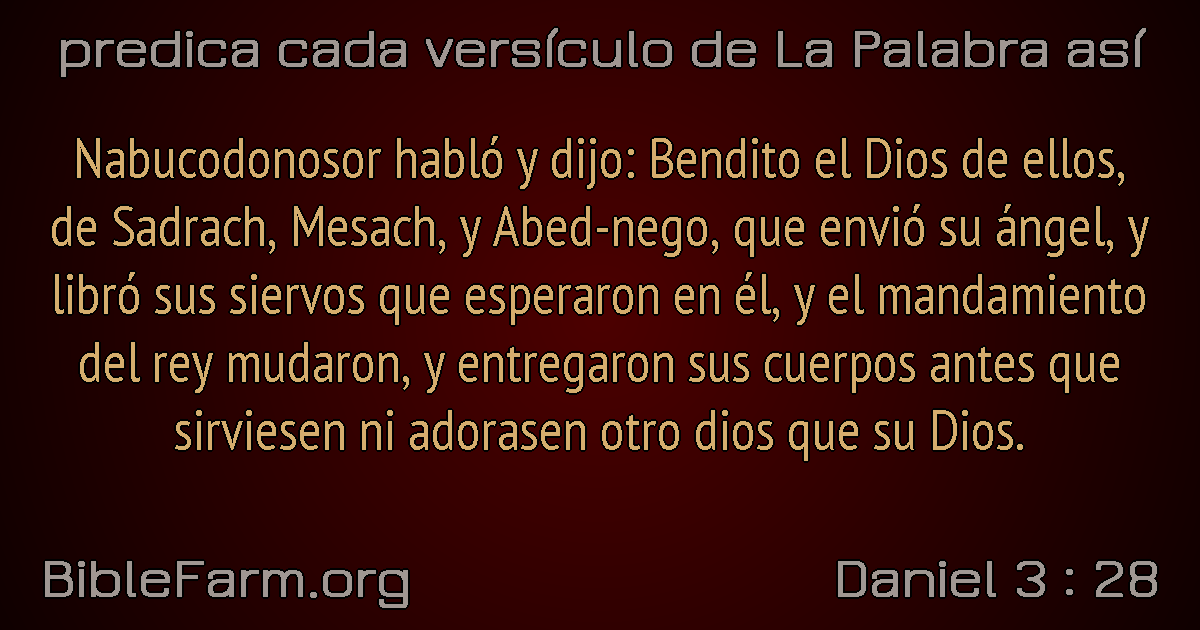 predica cada versículo de La Palabra así
Nabucodonosor habló y dijo: Bendito el Dios de ellos,
de Sadrach, Mesach, y Abed-nego, que envió su ángel, y
libró sus siervos que esperaron en él, y el mandamiento
del rey mudaron, y entregaron sus cuerpos antes que
sirviesen ni adorasen otro dios que su Dios.
BibleFarm.org
Daniel 3 : 28